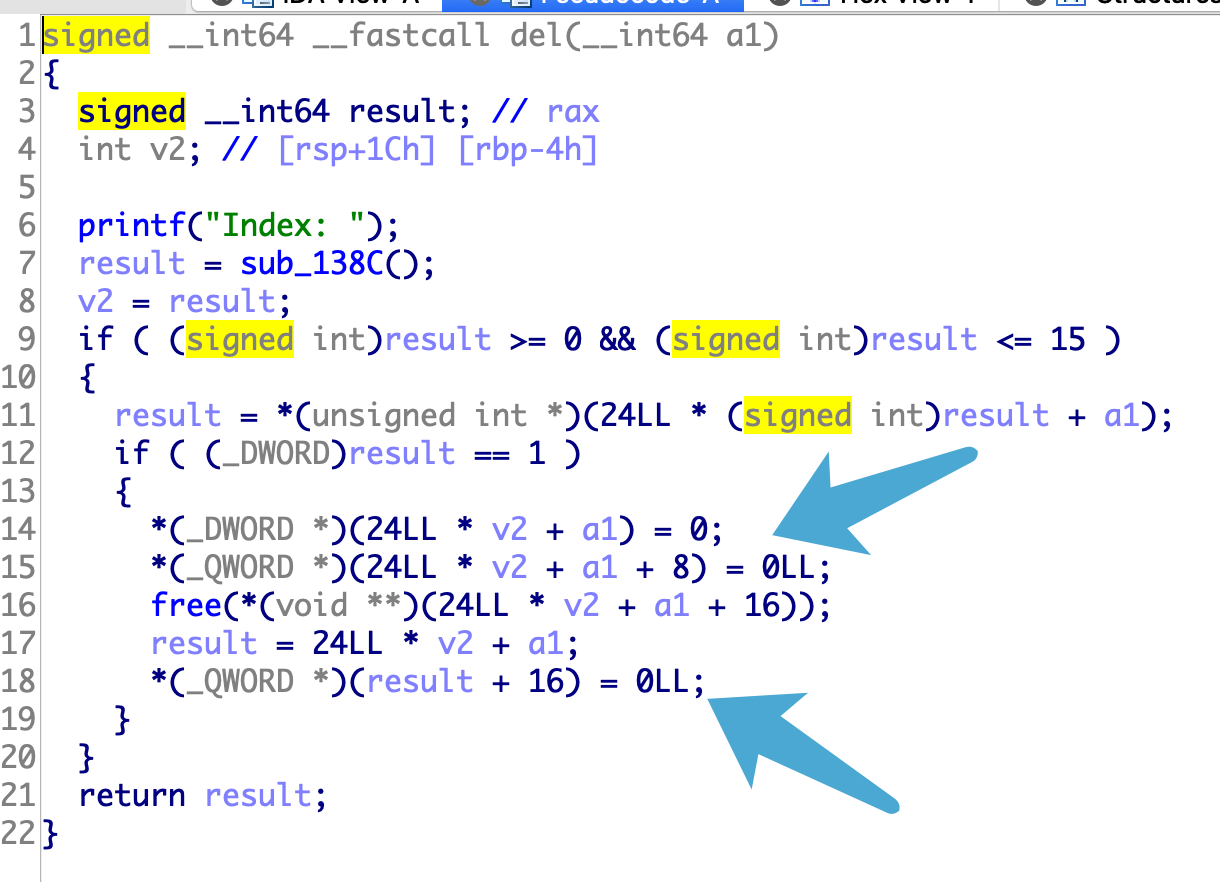 IDA View-A Pseudocode-A Hex View-1 Structures
1 signed __int64 __fastcall del(__int64 a1)
2 {
3 signed __int64 result; // rax
4 int v2; // [rsp+1Ch] [rbp-4h]
5
6 printf("Index: ");
7 result = sub_138C();
8 v2 = result;
9 if ( (signed int)result >= 0 && (signed int)result <= 15 )
10 {
11 result = *(unsigned int *)(24LL * (signed int)result + a1);
12 if ( (_DWORD)result == 1 )
13 {
14 *(_DWORD *)(24LL * v2 + a1) = 0;
15 *(_QWORD *)(24LL * v2 + a1 + 8) = 0LL;
16 free(*(void **)(24LL * v2 + a1 + 16));
17 result = 24LL * v2 + a1;
18 *(_QWORD *)(result + 16) = 0LL;
19 }
20 }
21 return result;
22 }